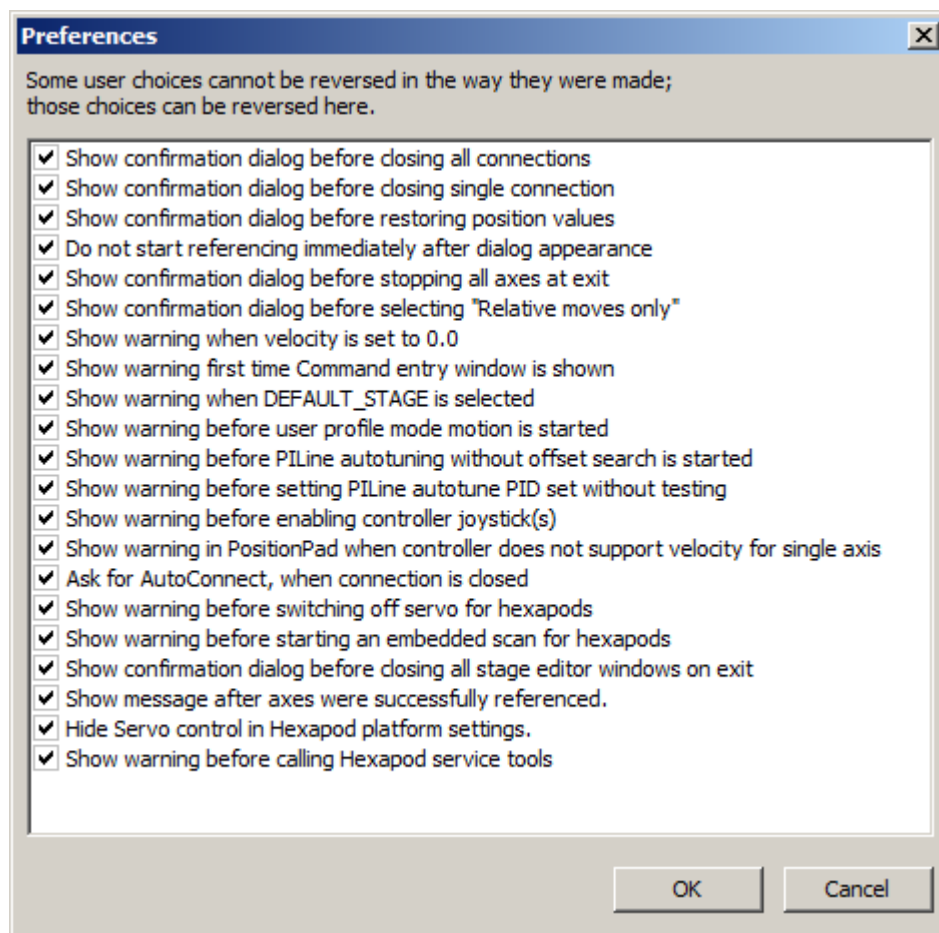 Preferences
Some user choices cannot be reversed in the way they were made;
those choices can be reversed here.
Show confirmation dialog before closing all connections
Show confirmation dialog before closing single connection
Show confirmation dialog before restoring position values
Do not start referencing immediately after dialog appearance
Show confirmation dialog before stopping all axes at exit
Show confirmation dialog before selecting "Relative moves only"
Show warning when velocity is set to 0.0
Show warning first time Command entry window is shown
Show warning when DEFAULT_STAGE is selected
Show warning before user profile mode motion is started
Show warning before PILine autotuning without offset search is started
Show warning before setting PILine autotune PID set without testing
Show warning before enabling controller joystick(s)
Show warning in PositionPad when controller does not support velocity for single axis
Ask for AutoConnect, when connection is closed
Show warning before switching off servo for hexapods
Show warning before starting an embedded scan for hexapods
Show confirmation dialog before closing all stage editor windows on exit
Show message after axes were successfully referenced.
Hide Servo control in Hexapod platform settings.
Show warning before calling Hexapod service tools
OK
Cancel